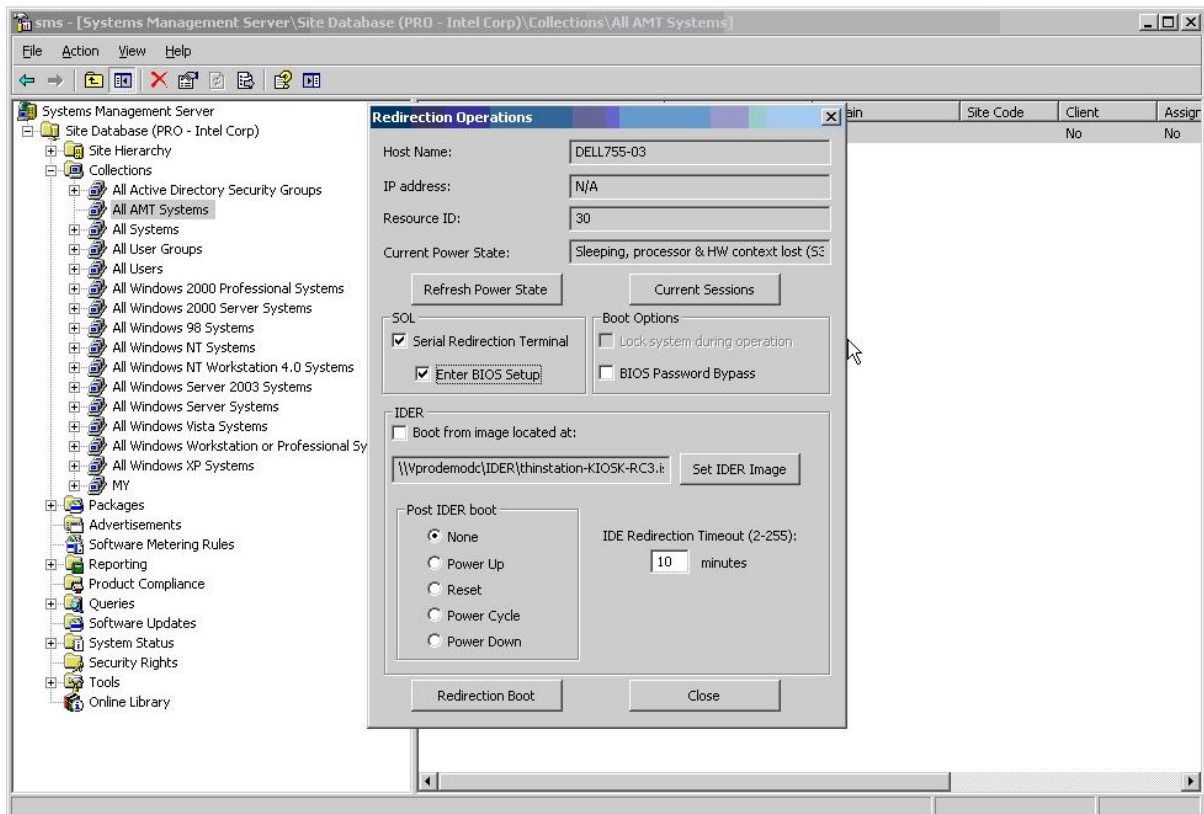 sms - [Systems Management Server\Site Database (PRO - Intel Corp)\Collections\All AMT Systems]
File Action View Help
Systems Management Server
Site Database (PRO - Intel Corp)
Site Hierarchy
Collections
All Active Directory Security Groups
All AMT Systems
All Systems
All User Groups
All Users
All Windows 2000 Professional Systems
All Windows 2000 Server Systems
All Windows 98 Systems
All Windows NT Systems
All Windows NT Workstation 4.0 Systems
All Windows Server 2003 Systems
All Windows Server Systems
All Windows Vista Systems
All Windows Workstation or Professional Sy
All Windows XP Systems
MY
Packages
Advertisements
Software Metering Rules
Reporting
Product Compliance
Queries
Software Updates
System Status
Security Rights
Tools
Online Library
ain Site Code Client Assigr
No No
Redirection Operations
Host Name: DELL755-03
IP address: N/A
Resource ID: 30
Current Power State: Sleeping, processor & HW context lost (S3
Refresh Power State Current Sessions
SOL
Serial Redirection Terminal
Enter BIOS Setup
Boot Options
Lock system during operation
BIOS Password Bypass
IDER
Boot from image located at:
\\Vprodemodc\IDER\thinstation-KIOSK-RC3.i Set IDER Image
Post IDER boot
None
Power Up
Reset
Power Cycle
Power Down
IDE Redirection Timeout (2-255):
10 minutes
Redirection Boot Close